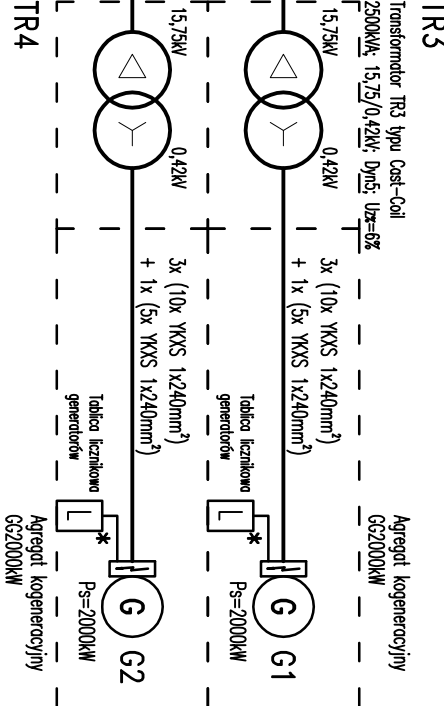 TR3
Transformator TR3 typu Cast-Coil
2500kVA; 15,75/0,42kV; Dyn5; Uz%=6%
15,75kV
0,42kV
3x (10x YKXS 1x240mm²)
+ 1x (5x YKXS 1x240mm²)
Tablica licznikowa
generatorów
L
*
Agregat kogeneracyjny
GG2000kW
G
G1
Ps=2000kW
TR4
15,75kV
0,42kV
3x (10x YKXS 1x240mm²)
+ 1x (5x YKXS 1x240mm²)
Tablica licznikowa
generatorów
L
*
Agregat kogeneracyjny
GG2000kW
G
G2
Ps=2000kW